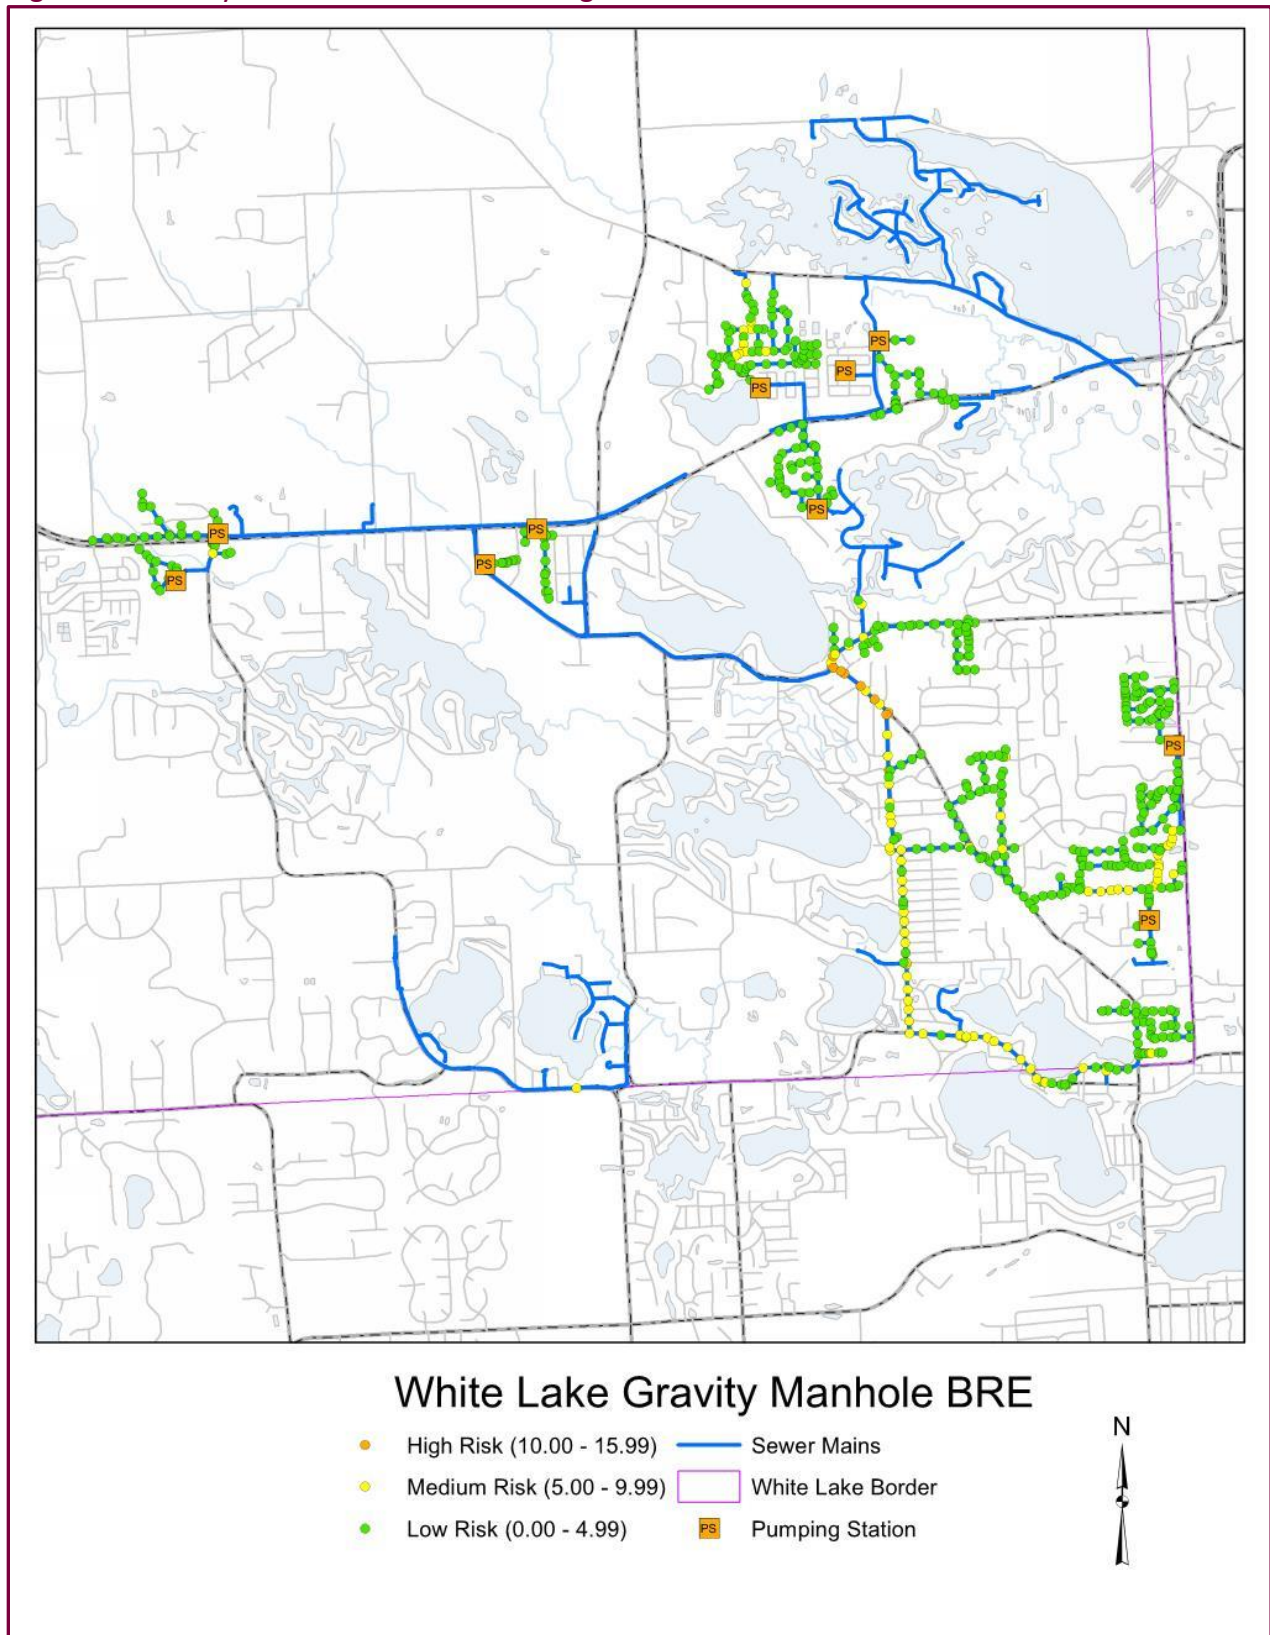 PS
PS
PS
PS
PS
PS
PS
PS
PS
PS
White Lake Gravity Manhole BRE
High Risk (10.00 - 15.99)
Sewer Mains
Medium Risk (5.00 - 9.99)
White Lake Border
Low Risk (0.00 - 4.99)
PS
Pumping Station
N